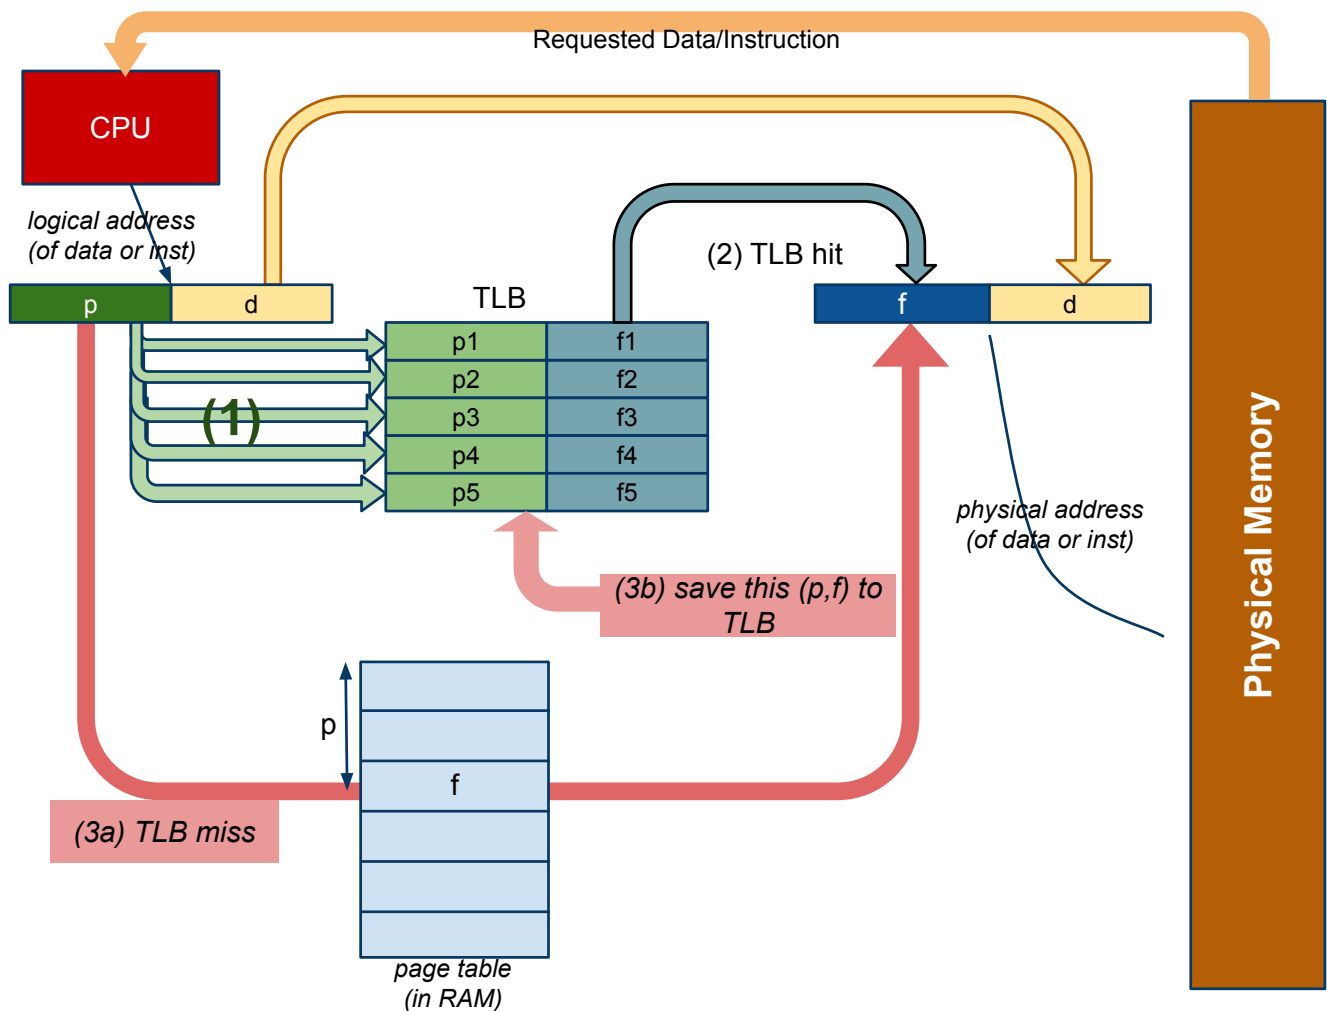 Requested Data/Instruction
CPU
logical address
(of data or inst)
p
d
(2) TLB hit
f
d
TLB
p1
f1
p2
f2
(1)
p3
f3
p4
f4
p5
f5
physical address
(of data or inst)
Physical Memory
(3b) save this (p,f) to
TLB
p
f
(3a) TLB miss
page table
(in RAM)